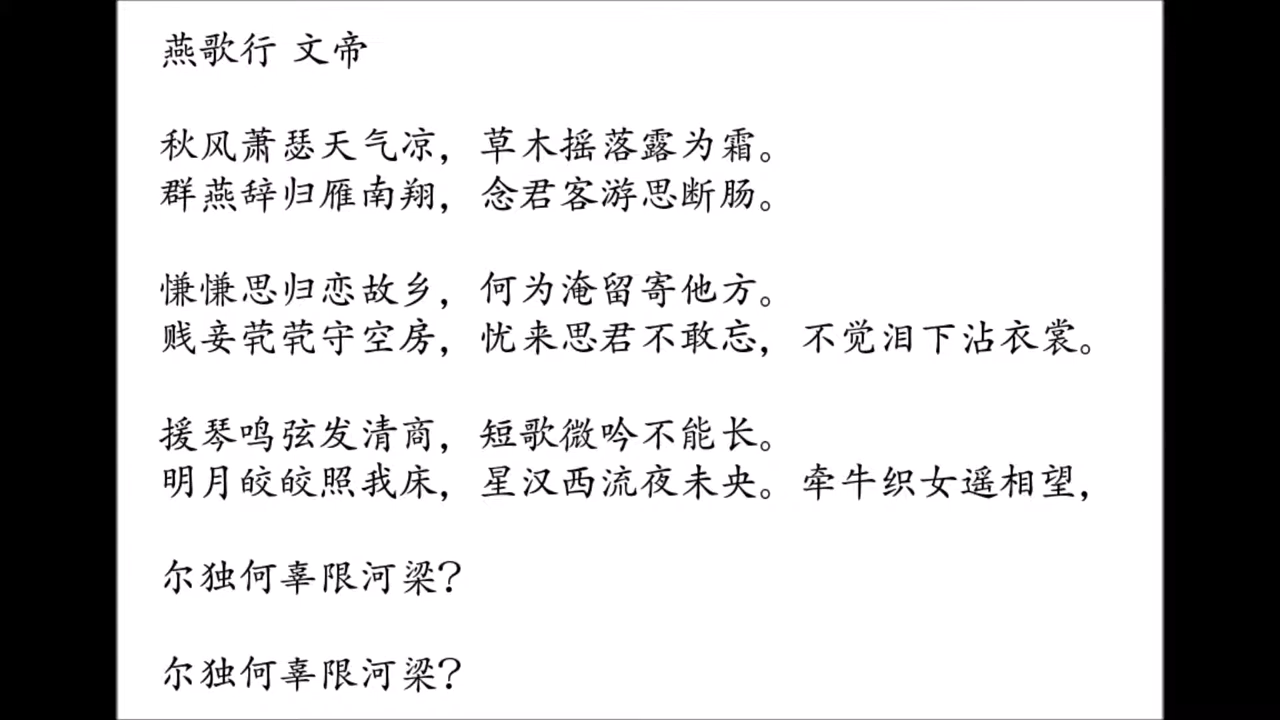 燕歌行 文帝
秋风萧瑟天气凉，草木摇落露为霜。
群燕辞归雁南翔，念君客游思断肠。
慊慊思归恋故乡，何为淹留寄他方。
贱妾茕茕守空房，忧来思君不敢忘，不觉泪下沾衣裳。
援琴鸣弦发清商，短歌微吟不能长。
明月皎皎照我床，星汉西流夜未央。牵牛织女遥相望，
尔独何辜限河梁？
尔独何辜限河梁？